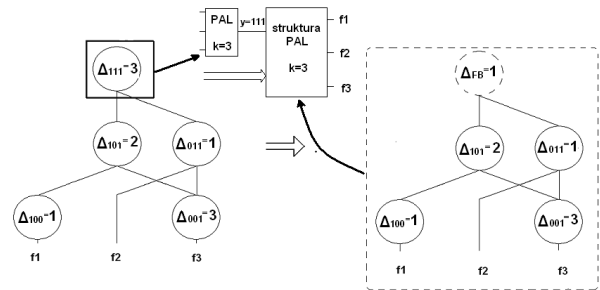 PAL
k=3
y=111
struktura
PAL
k=3
f1
f2
f3
Δ111=3
Δ101=2
Δ011=1
Δ100=1
Δ001=3
f1
f2
f3
ΔFB=1
Δ101=2
Δ011=1
Δ100=1
Δ001=3
f1
f2
f3